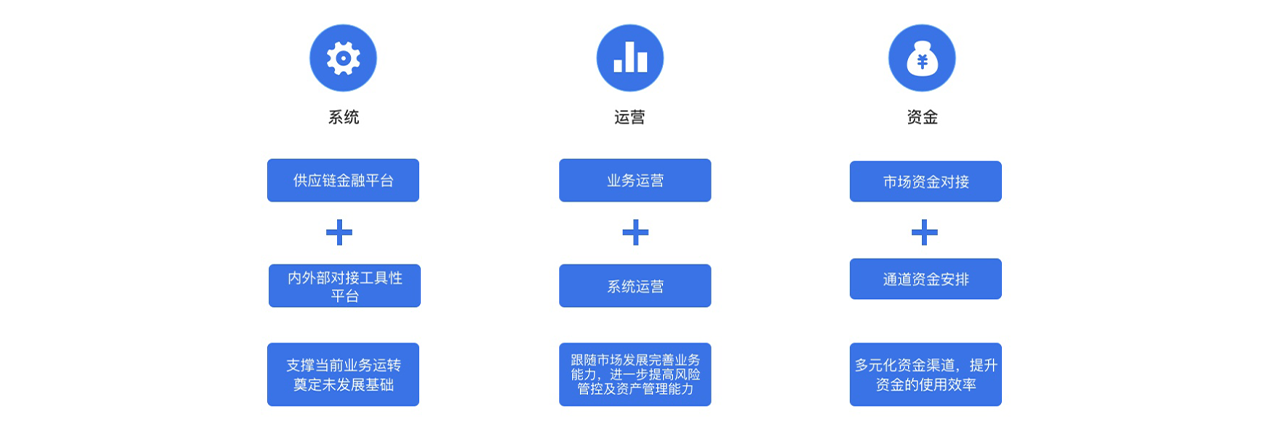 系统
供应链金融平台
内外部对接工具性
平台
支撑当前业务运转
奠定未发展基础
运营
业务运营
系统运营
跟随市场发展完善业务
能力，进一步提高风险
管控及资产管理能力
资金
¥
市场资金对接
通道资金安排
多元化资金渠道，提升
资金的使用效率